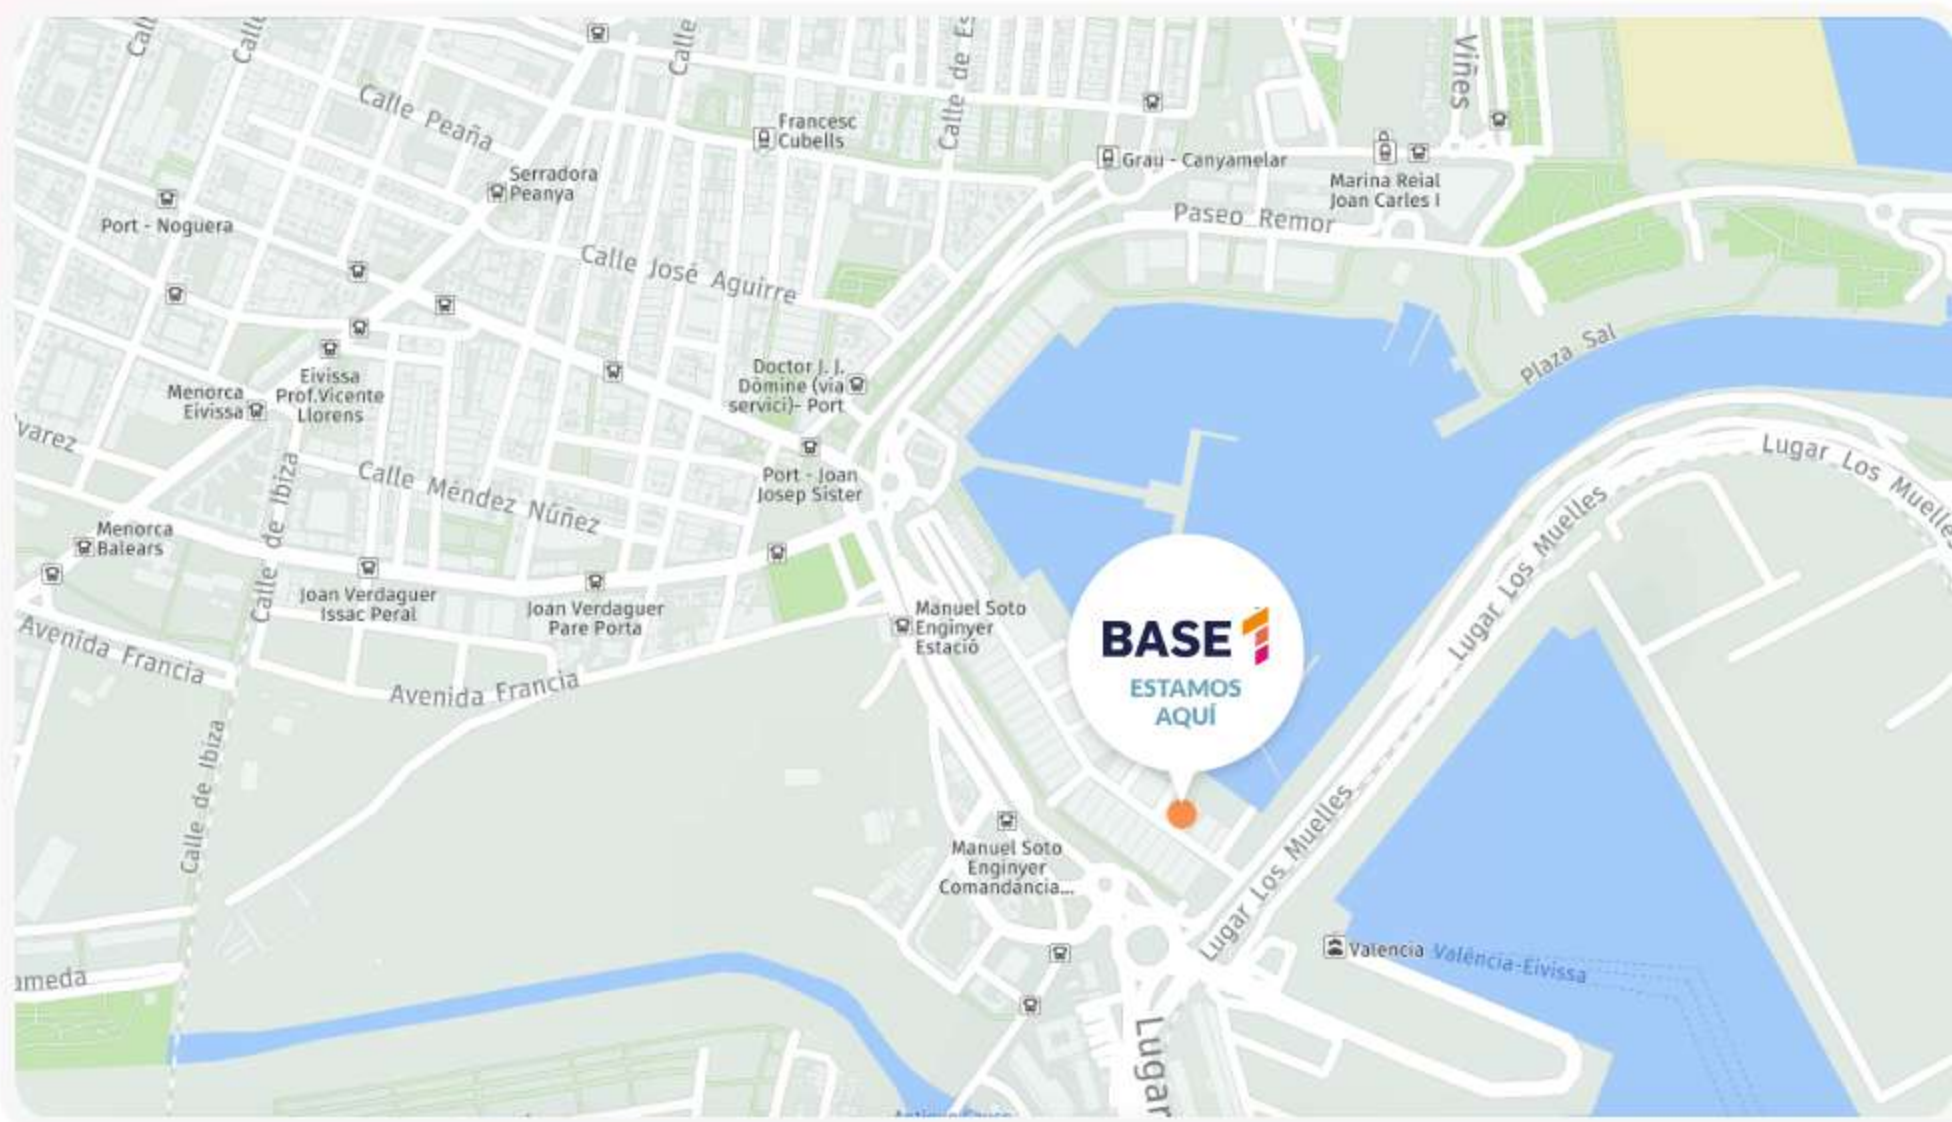 Calle
Viñes
Calle Peaña
Francesc
Cubells
Grau - Canyamelar
Marina Reial
Joan Carles I
Serradora
Peanya
Port - Noguera
Paseo Remor
Calle José Aguirre
Plaza Sal
Doctor J. J.
Dòmine (via
servici)- Port
Eivissa
Prof.Vicente
Llorens
Menorca
Eivissa
Lugar Los Muelles
Calle Méndez Núñez
Port - Joan
Josep Sister
Calle de Ibiza
Menorca
Balears
Lugar Los Muelles
Joan Verdaguer
Issac Peral
Joan Verdaguer
Pare Porta
Manuel Soto
Enginyer
Estació
BASE 1
ESTAMOS
AQUÍ
Avenida Francia
Avenida Francia
Calle de Ibiza
Manuel Soto
Enginyer
Comandancia...
Lugar Los Muelles
Valencia
València-Eivissa
Lugar